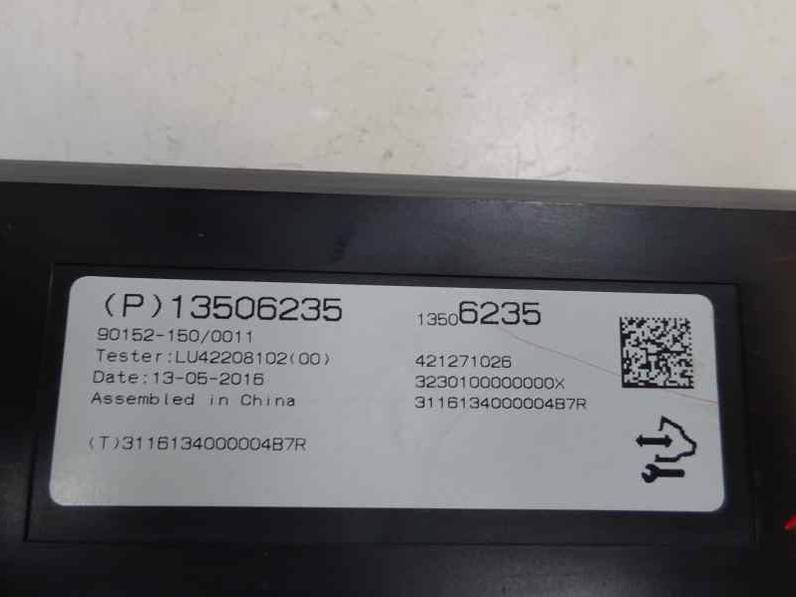 (P)13506235
90152-150/0011
Tester:LU42208102(00)
Date:13-05-2016
Assembled in China
(T)3116134000004B7R
13506235
421271026
3230100000000X
3116134000004B7R